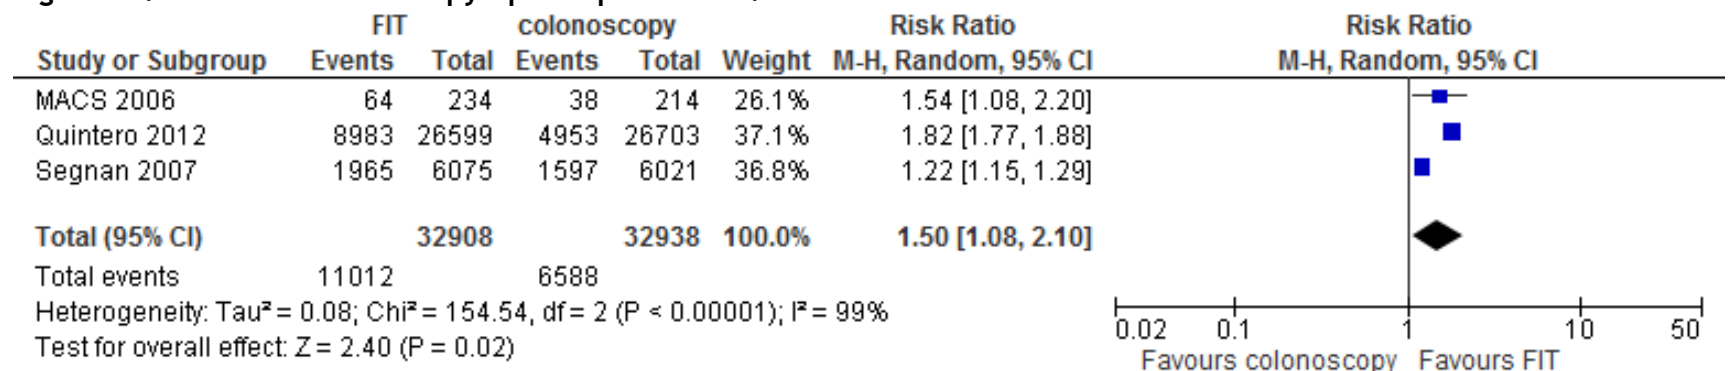 FIT colonoscopy Risk Ratio Risk Ratio
Study or Subgroup Events Total Events Total Weight M-H, Random, 95% CI M-H, Random, 95% CI
MACS 2006 64 234 38 214 26.1% 1.54 [1.08, 2.20]
Quintero 2012 8983 26599 4953 26703 37.1% 1.82 [1.77, 1.88]
Segnan 2007 1965 6075 1597 6021 36.8% 1.22 [1.15, 1.29]
Total (95% CI) 32908 32938 100.0% 1.50 [1.08, 2.10]
Total events 11012 6588
Heterogeneity: Tau² = 0.08; Chi² = 154.54, df = 2 (P < 0.00001); I² = 99%
Test for overall effect: Z = 2.40 (P = 0.02)
0.02 0.1 1 10 50
Favours colonoscopy Favours FIT